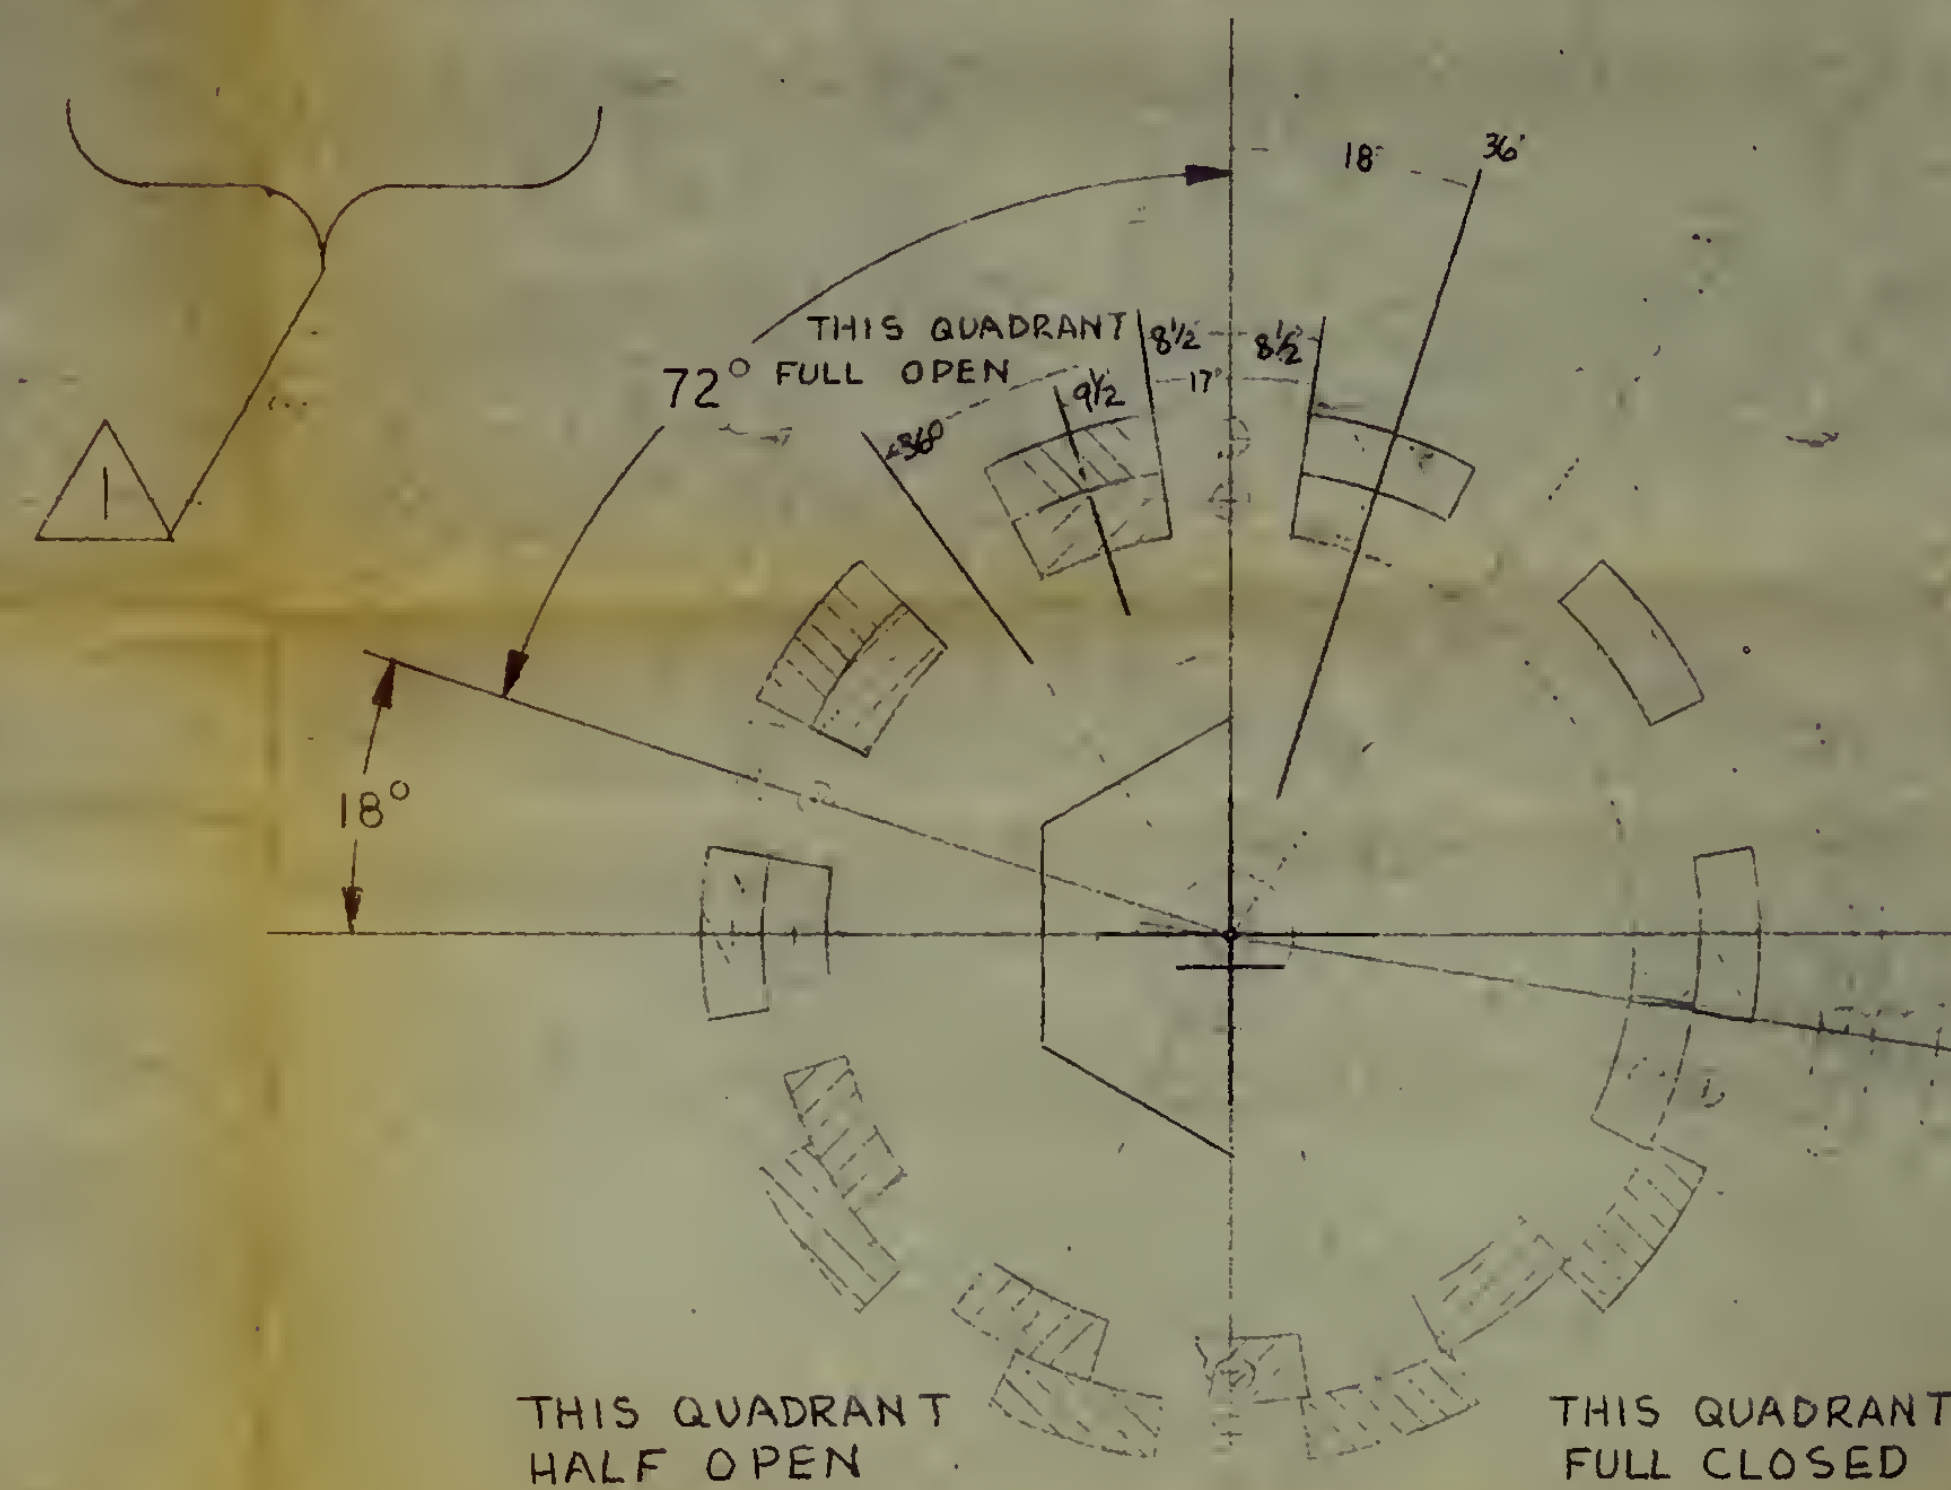 18°
36°
THIS QUADRANT
FULL OPEN
8½
8½
17°
72°
9½
36°
1
18°
THIS QUADRANT
HALF OPEN
THIS QUADRANT
FULL CLOSED